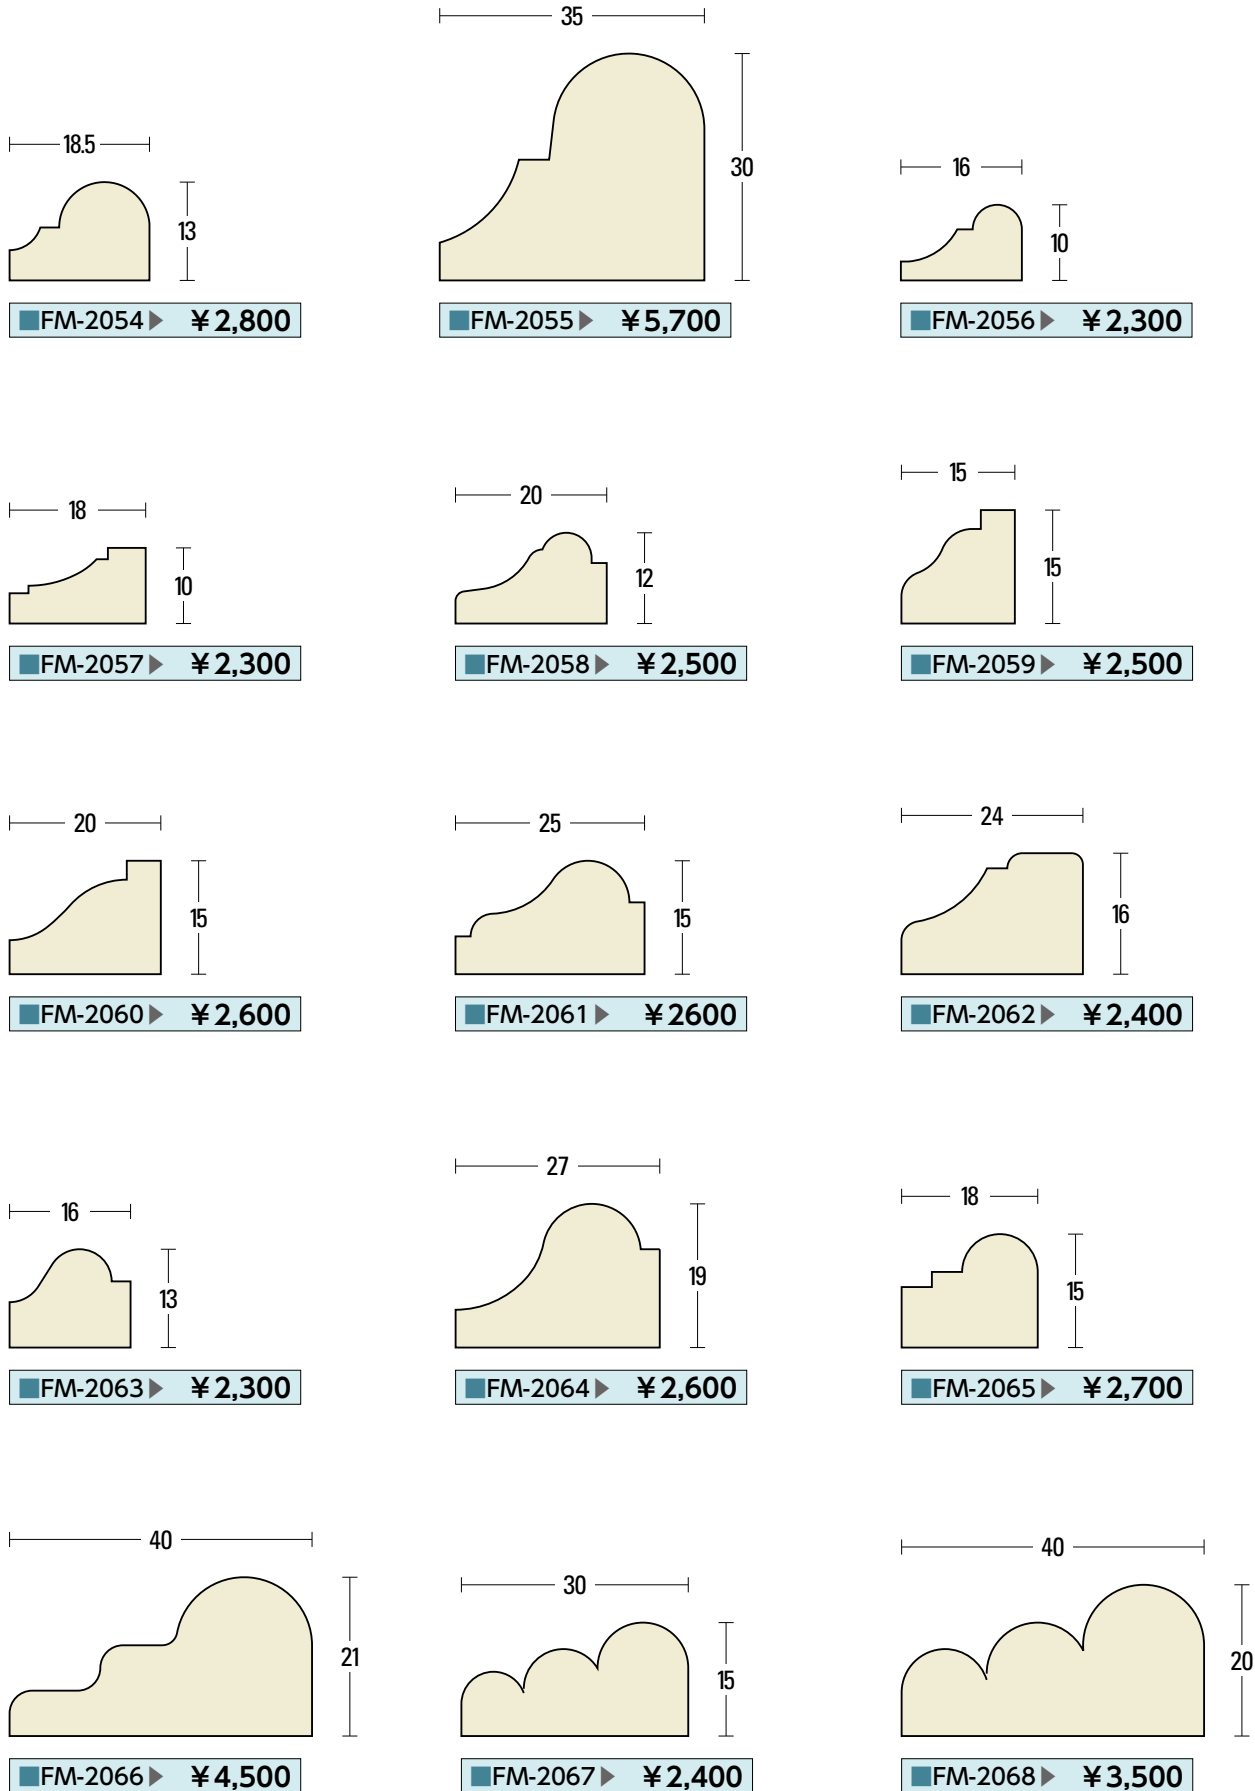 35
18.5
30
16
13
10
■FM-2054▶ ¥2,800
■FM-2055▶ ¥5,700
■FM-2056▶ ¥2,300
15
20
18
10
12
15
■FM-2057▶ ¥2,300
■FM-2058▶ ¥2,500
■FM-2059▶ ¥2,500
20
25
24
15
15
16
■FM-2060▶ ¥2,600
■FM-2061▶ ¥2600
■FM-2062▶ ¥2,400
27
16
18
13
19
15
■FM-2063▶ ¥2,300
■FM-2064▶ ¥2,600
■FM-2065▶ ¥2,700
40
30
40
21
15
20
■FM-2066▶ ¥4,500
■FM-2067▶ ¥2,400
■FM-2068▶ ¥3,500